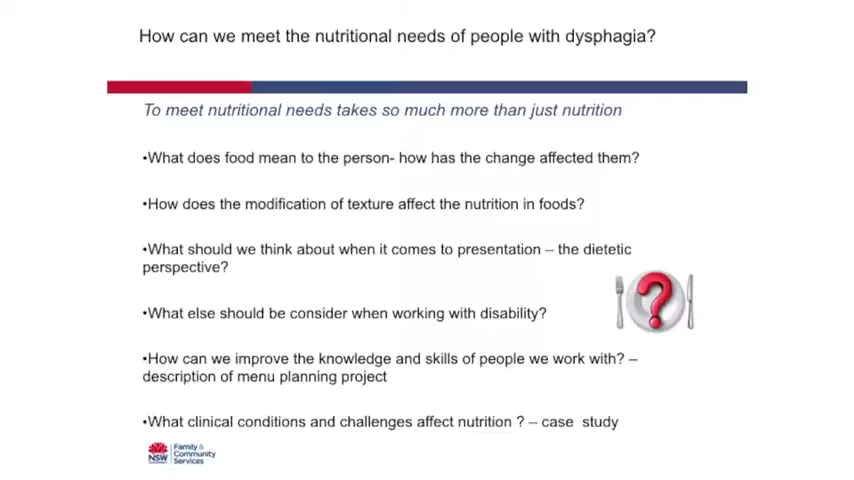 How can we meet the nutritional needs of people with dysphagia?
To meet nutritional needs takes so much more than just nutrition
•What does food mean to the person- how has the change affected them?
•How does the modification of texture affect the nutrition in foods?
•What should we think about when it comes to presentation – the dietetic
perspective?
•What else should be consider when working with disability?
•How can we improve the knowledge and skills of people we work with? –
description of menu planning project
•What clinical conditions and challenges affect nutrition ? – case  study
Family &
Community
Services
NSW